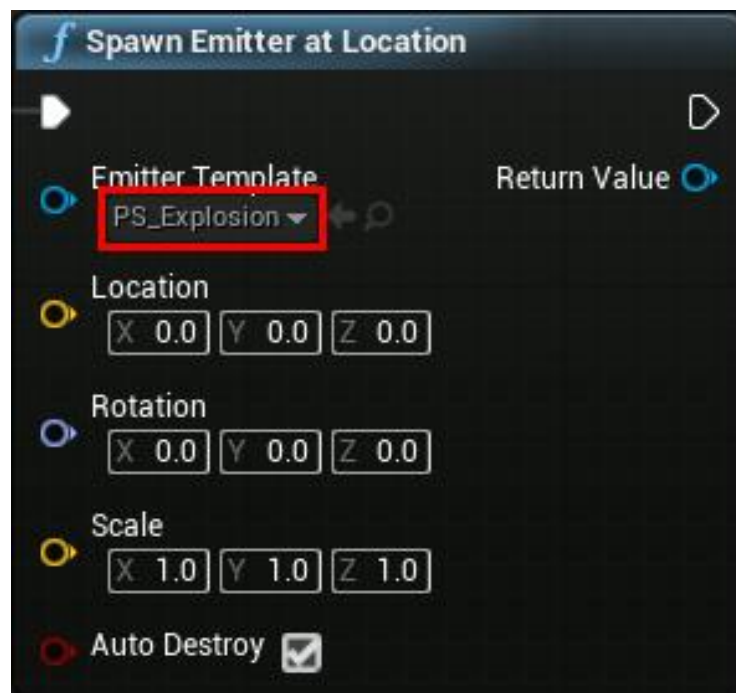 f Spawn Emitter at Location
Emitter Template
Return Value
PS_Explosion
Location
X 0.0 Y 0.0 Z 0.0
Rotation
X 0.0 Y 0.0 Z 0.0
Scale
X 1.0 Y 1.0 Z 1.0
Auto Destroy